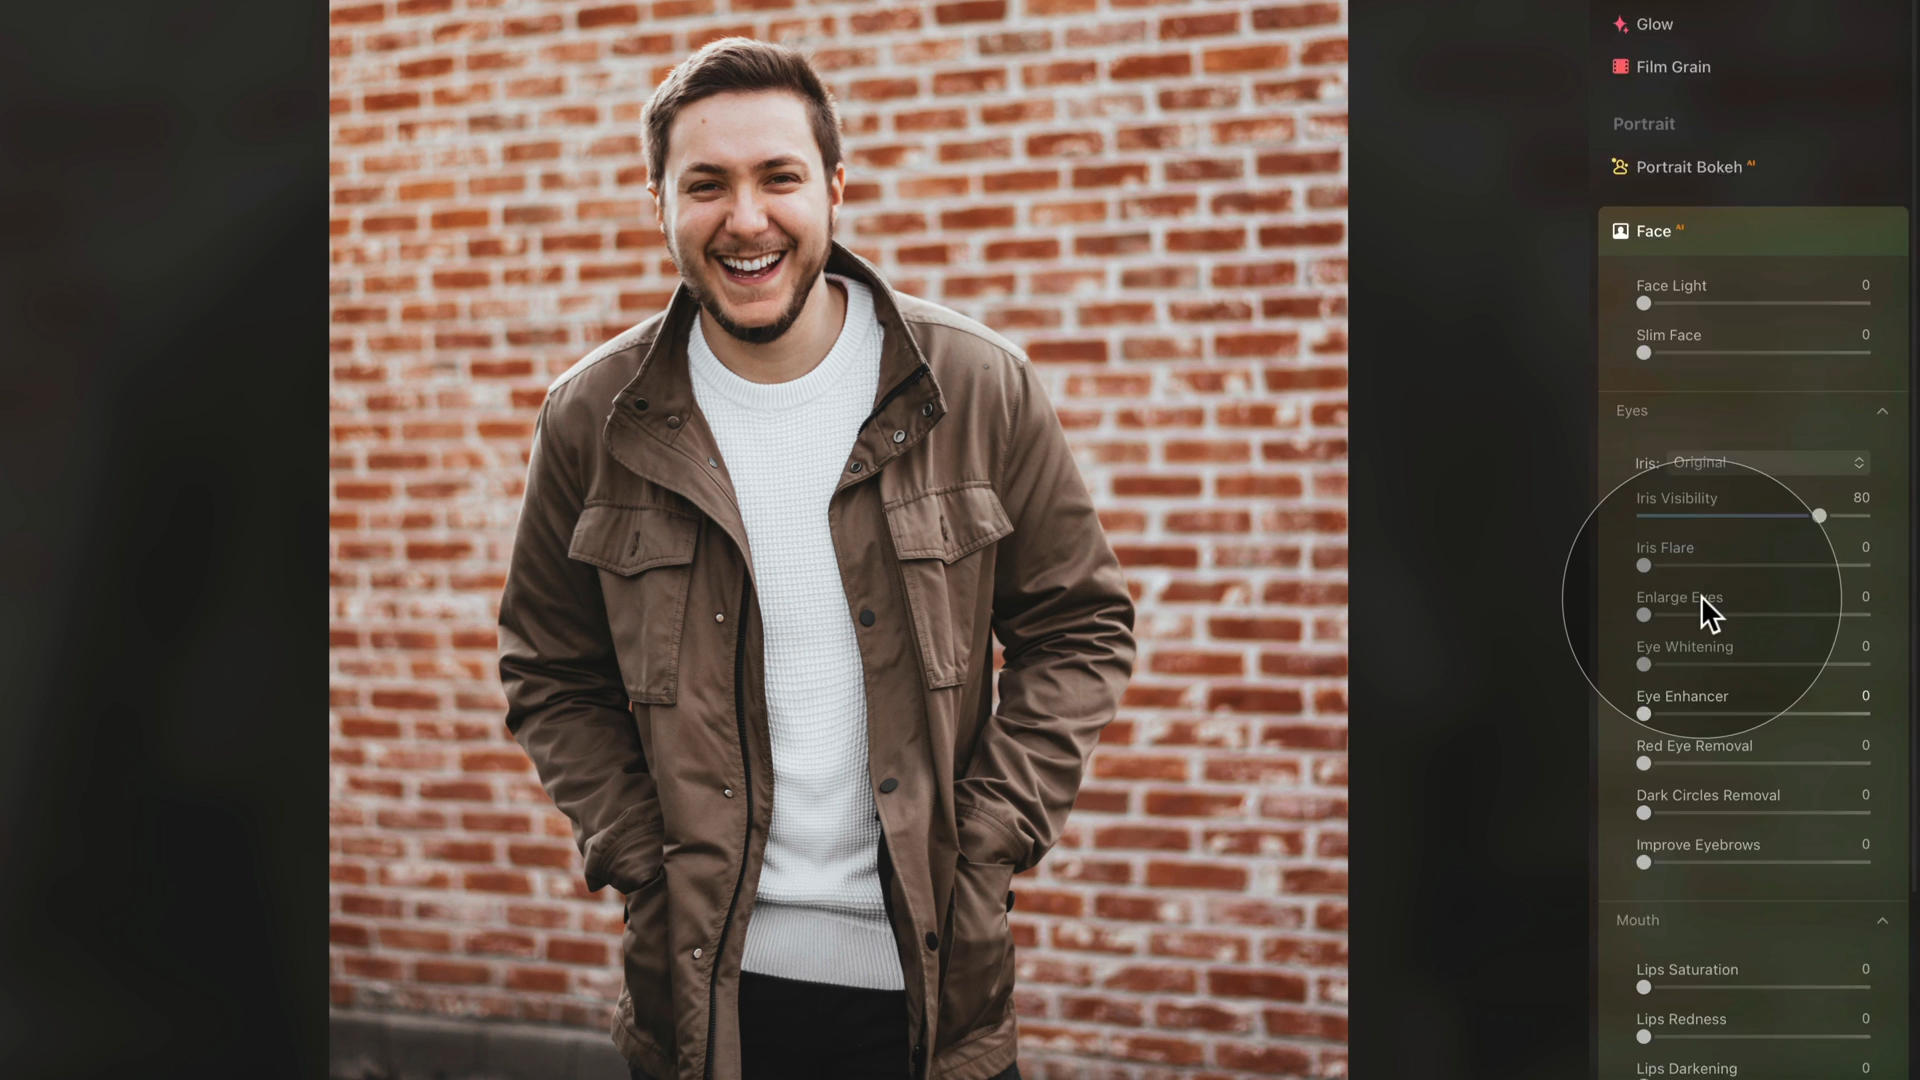 Glow
Film Grain
Portrait
Portrait Bokeh AI
Face AI
Face Light 0
Slim Face 0
Eyes
Iris: Original
Iris Visibility 80
Iris Flare 0
Enlarge Eyes 0
Eye Whitening 0
Eye Enhancer 0
Red Eye Removal 0
Dark Circles Removal 0
Improve Eyebrows 0
Mouth
Lips Saturation 0
Lips Redness 0
Lips Darkening 0